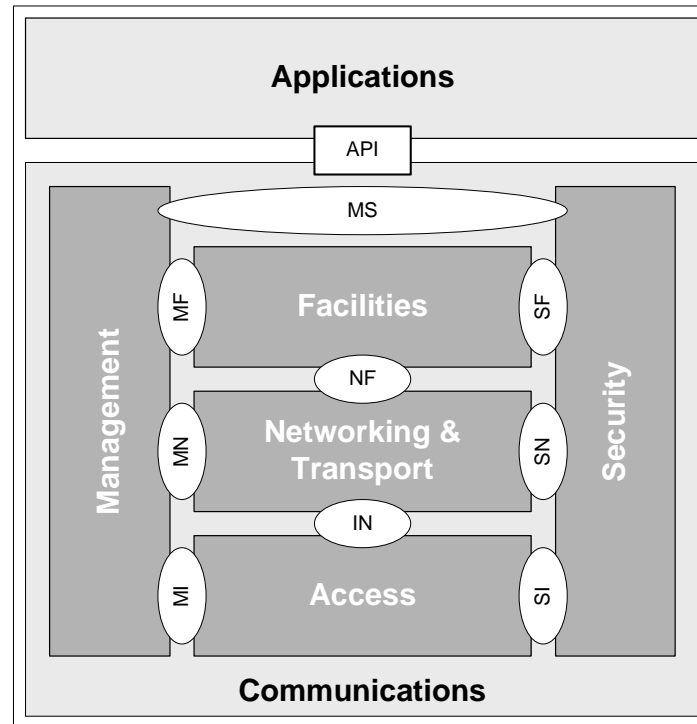 Applications
API
MS
Management
MF
Facilities
SF
Security
NF
MN
Networking &
Transport
SN
IN
MI
Access
SI
Communications